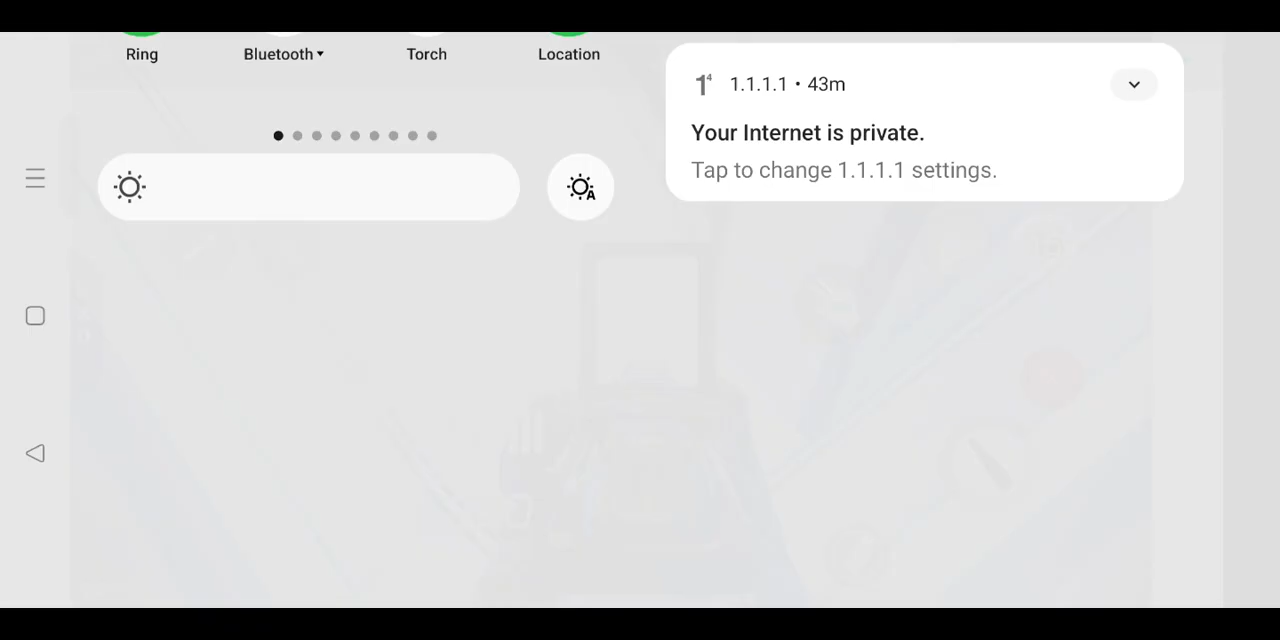 Ring
Bluetooth
Torch
Location
1⁴ 1.1.1.1 • 43m
Your Internet is private.
Tap to change 1.1.1.1 settings.
A